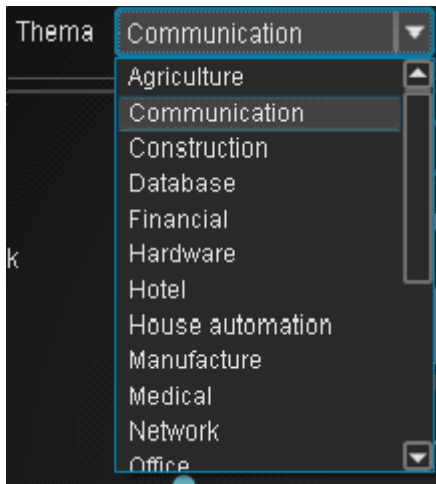 Thema Communication
Agriculture
Communication
Construction
Database
Financial
k
Hardware
Hotel
House automation
Manufacture
Medical
Network
Office